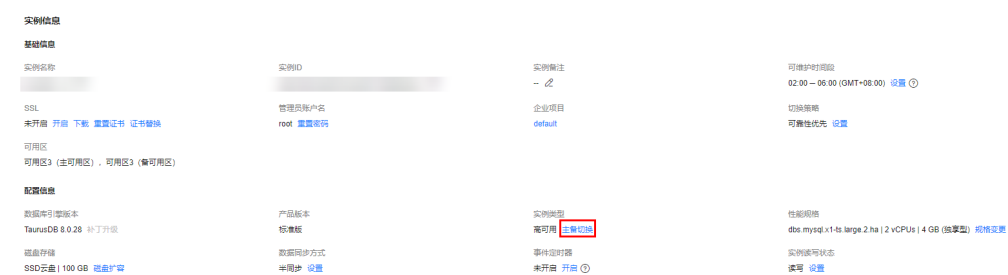 实例信息
基础信息
实例名称 实例ID 实例备注 可维护时间段
-- 02:00 – 06:00 (GMT+08:00) 设置
SSL 管理员账户名 企业项目 切换策略
未开启 开启 下载 重置证书 证书替换 root 重置密码 default 可靠性优先 设置
可用区
可用区3（主可用区），可用区3（备可用区）
配置信息
数据库引擎版本 产品版本 实例类型 性能规格
TaurusDB 8.0.28 补丁升级 标准版 高可用 主备切换 dbs.mysql.x1-ts.large.2.ha | 2 vCPUs | 4 GB (独享型) 规格变更
磁盘存储 数据同步方式 事件定时器 实例读写状态
SSD云盘 | 100 GB 磁盘扩容 半同步 设置 未开启 开启 读写 设置